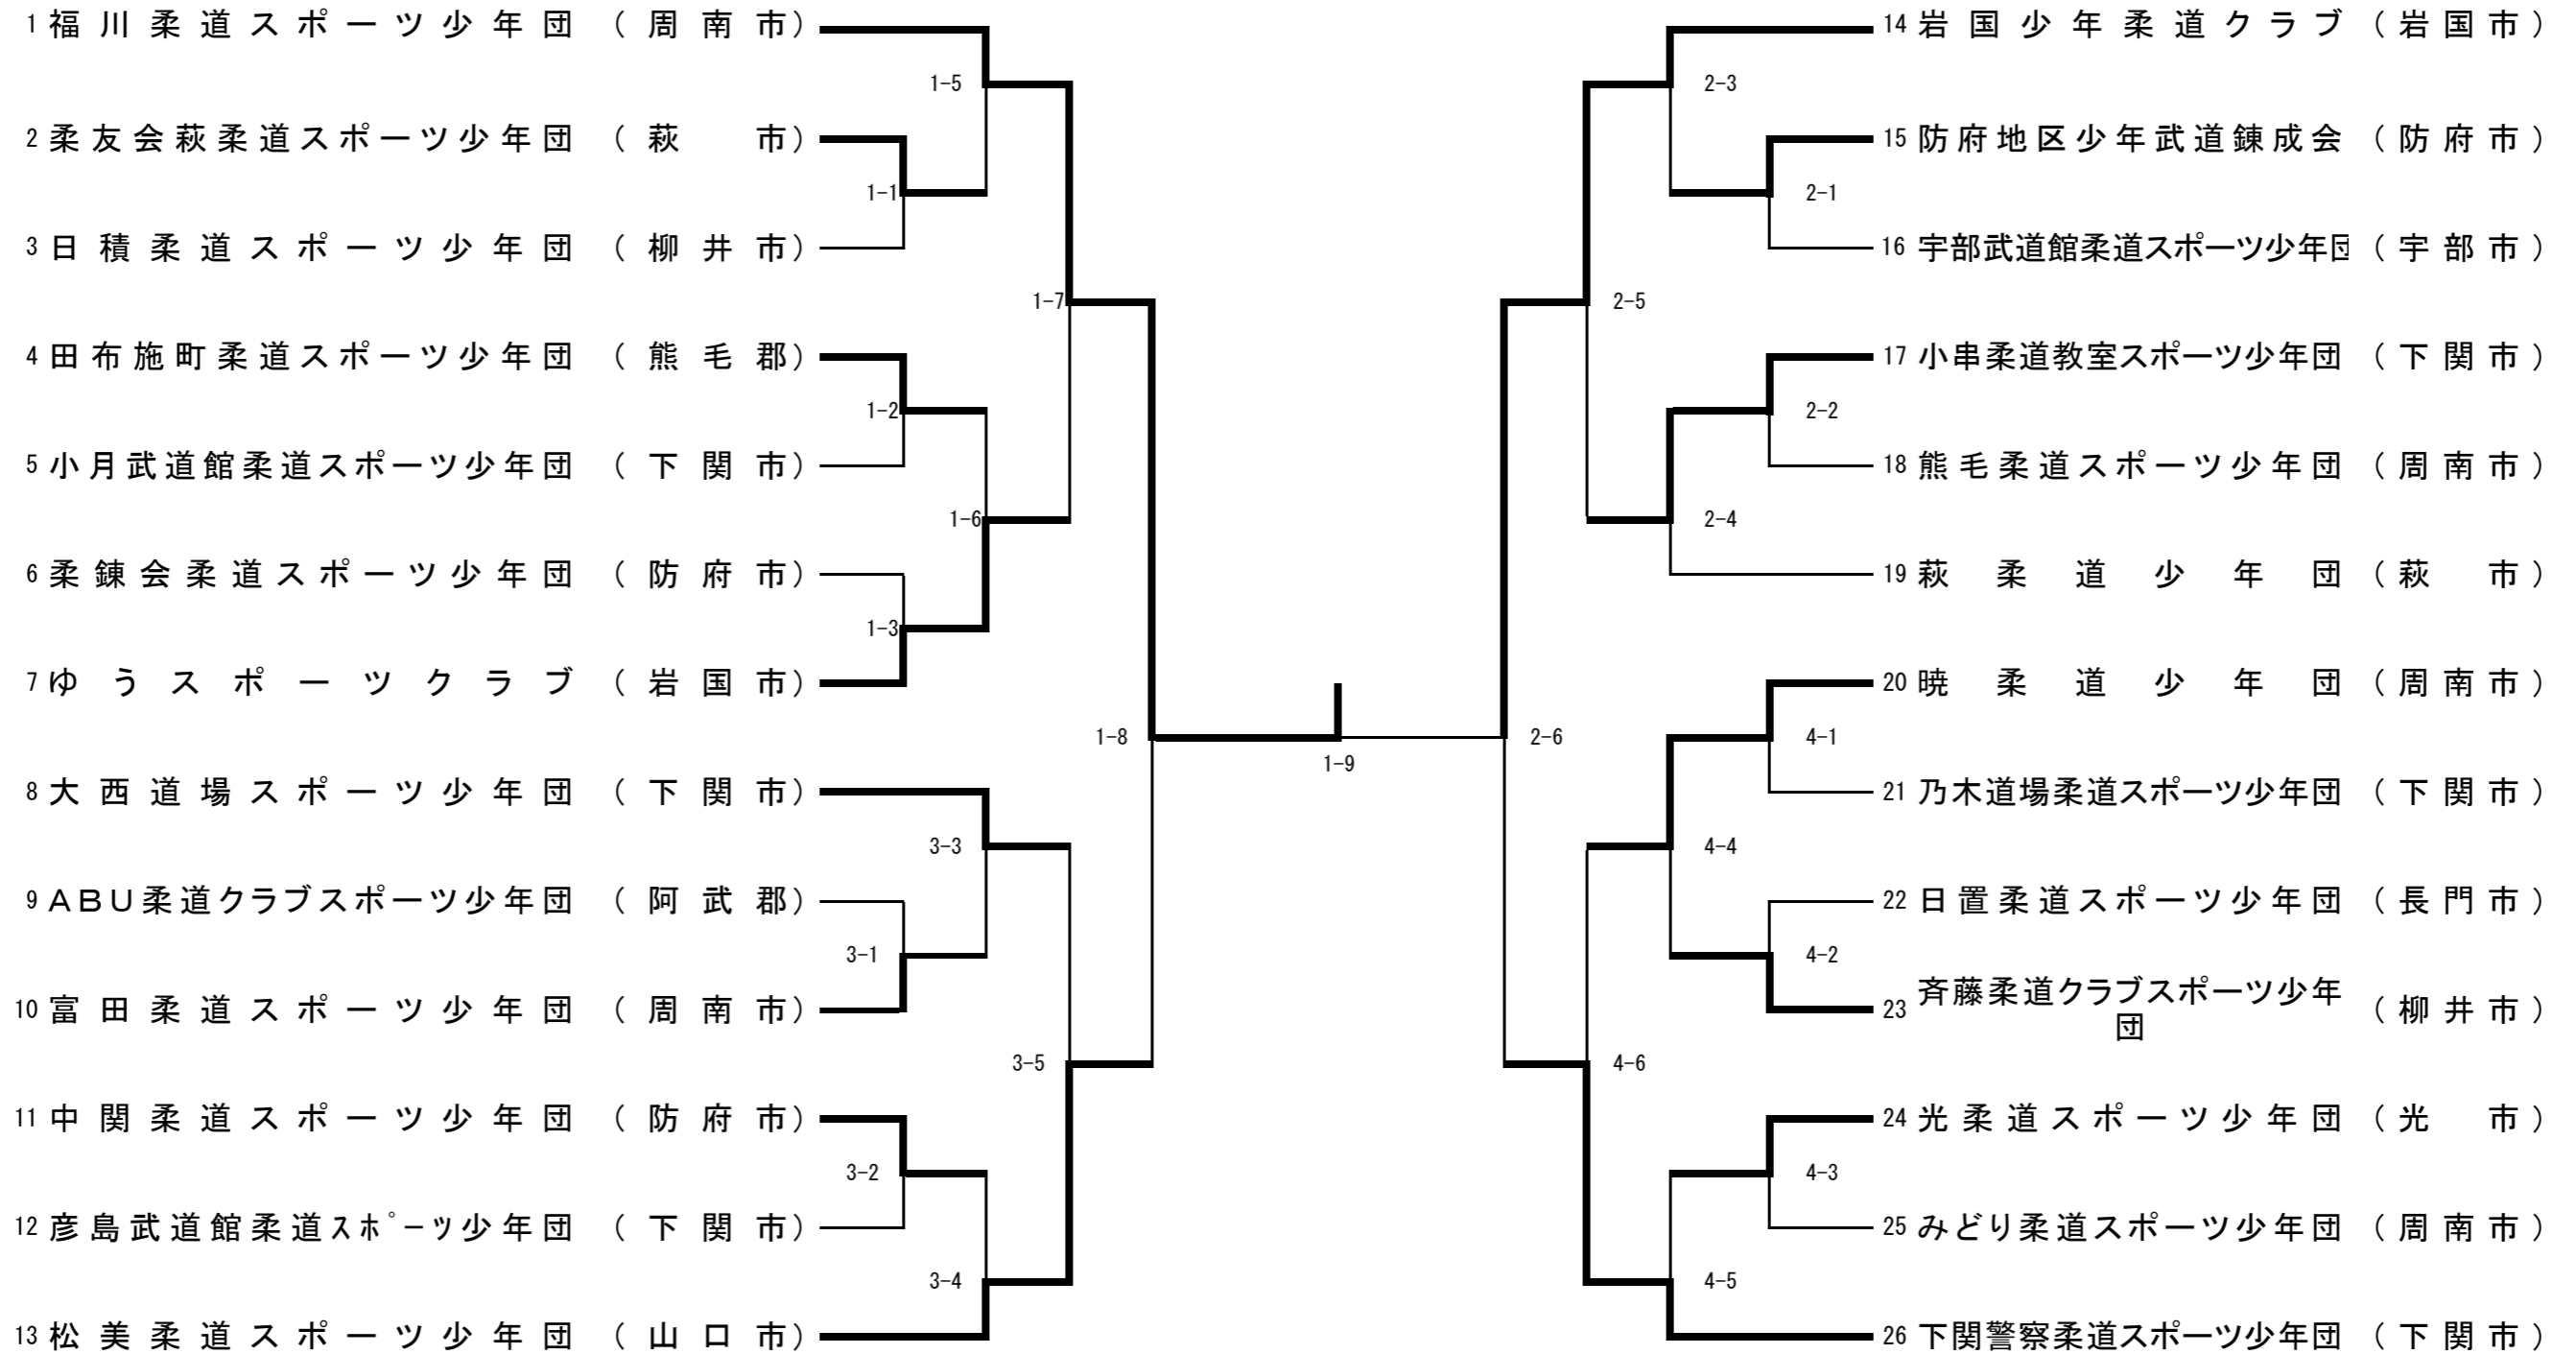 1 福川柔道スポーツ少年団 (周南市)
2 柔友会萩柔道スポーツ少年団 (萩市)
3 日積柔道スポーツ少年団 (柳井市)
4 田布施町柔道スポーツ少年団 (熊毛郡)
5 小月武道館柔道スポーツ少年団 (下関市)
6 柔錬会柔道スポーツ少年団 (防府市)
7 ゆうスポーツクラブ (岩国市)
8 大西道場スポーツ少年団 (下関市)
9 ABU柔道クラブスポーツ少年団 (阿武郡)
10 富田柔道スポーツ少年団 (周南市)
11 中関柔道スポーツ少年団 (防府市)
12 彦島武道館柔道ｽﾎﾟｰﾂ少年団 (下関市)
13 松美柔道スポーツ少年団 (山口市)
1-5
1-1
1-7
1-2
1-6
1-3
1-8
3-3
3-1
3-5
3-2
3-4
1-9
2-3
2-1
2-5
2-2
2-4
2-6
4-1
4-4
4-2
4-6
4-3
4-5
14 岩国少年柔道クラブ (岩国市)
15 防府地区少年武道錬成会 (防府市)
16 宇部武道館柔道スポーツ少年団 (宇部市)
17 小串柔道教室スポーツ少年団 (下関市)
18 熊毛柔道スポーツ少年団 (周南市)
19 萩柔道少年団 (萩市)
20 暁柔道少年団 (周南市)
21 乃木道場柔道スポーツ少年団 (下関市)
22 日置柔道スポーツ少年団 (長門市)
23 斉藤柔道クラブスポーツ少年
団 (柳井市)
24 光柔道スポーツ少年団 (光市)
25 みどり柔道スポーツ少年団 (周南市)
26 下関警察柔道スポーツ少年団 (下関市)